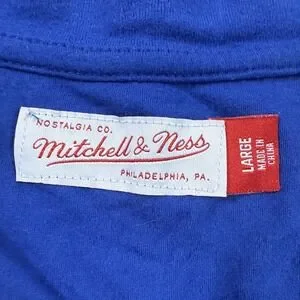 NOSTALGIA CO.
Mitchell & Ness
PHILADELPHIA, PA.
LARGE
MADE IN
CHINA